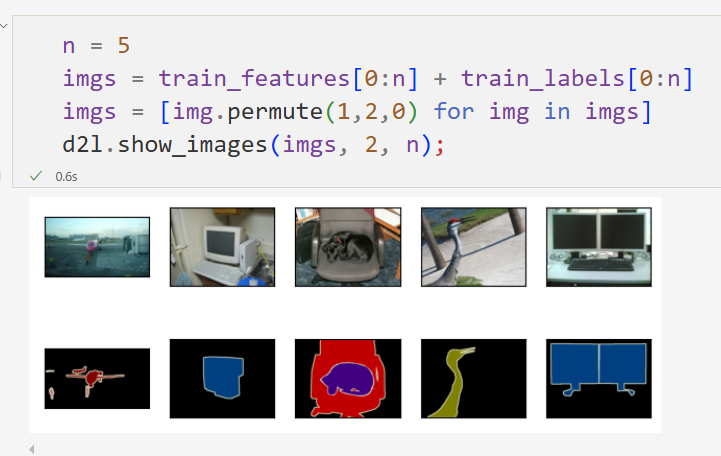 n = 5
imgs = train_features[0:n] + train_labels[0:n]
imgs = [img.permute(1,2,0) for img in imgs]
d2l.show_images(imgs, 2, n);
0.6s